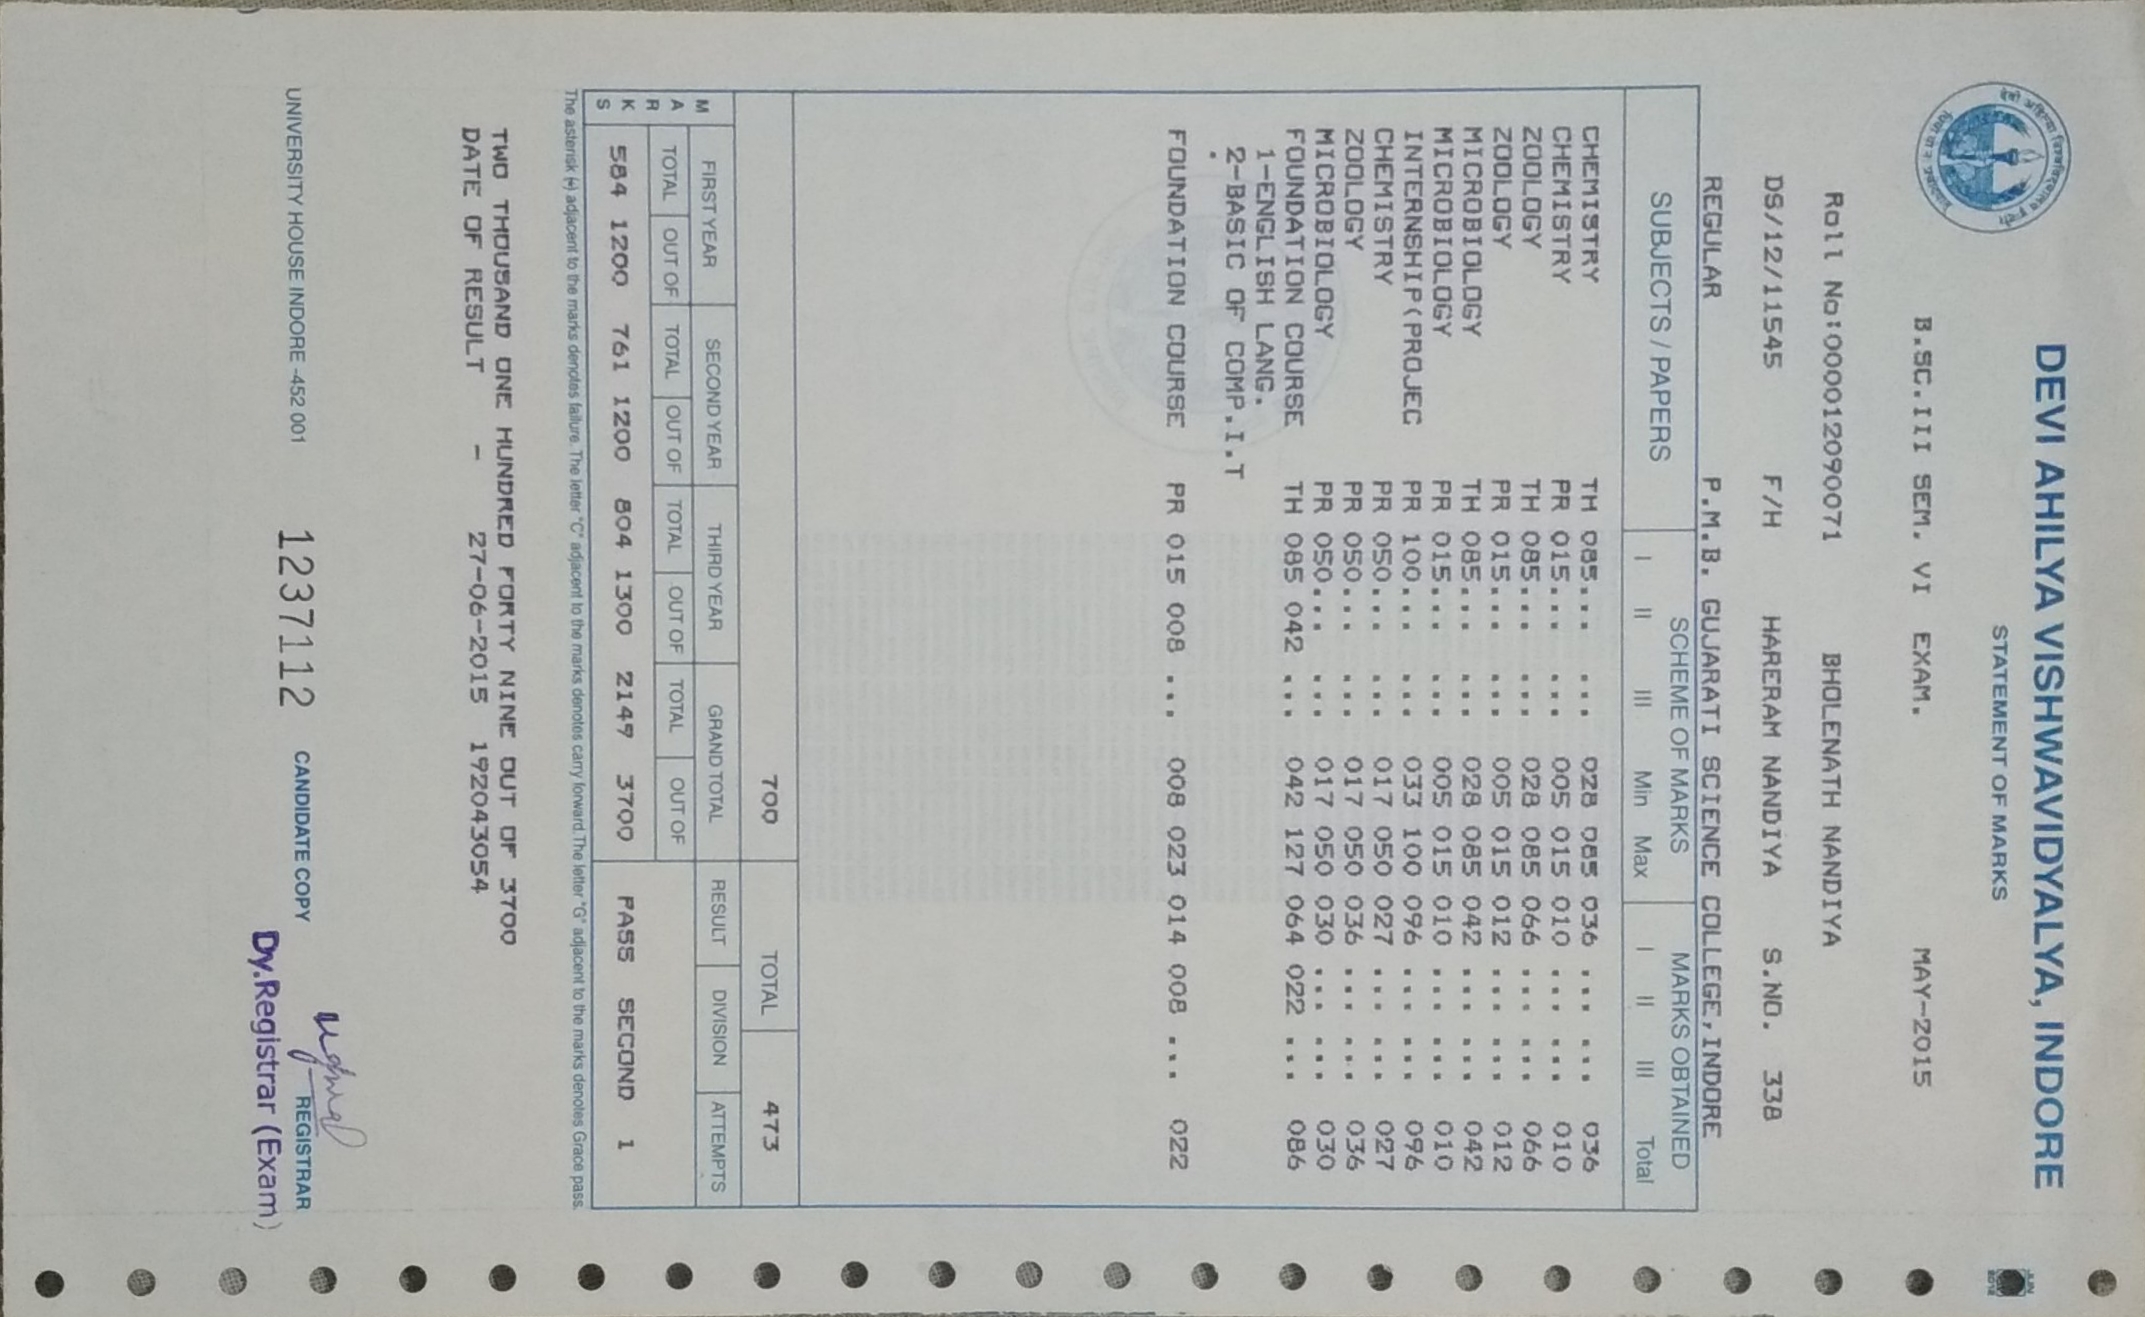 DEVI AHILYA VISHWAVIDYALYA, INDORE
STATEMENT OF MARKS
B.SC.III SEM. VI EXAM. MAY-2015
Roll No:00001209071 BHOLENATH NANDIYA
DS/12/11545 F/H HARERAM NANDIYA S.NO. 338
REGULAR P.M.B. GUJARATI SCIENCE COLLEGE,INDORE
SUBJECTS / PAPERS SCHEME OF MARKS MARKS OBTAINED
I II III Min Max I II III Total
CHEMISTRY TH 085... ... 028 085 036 ... ... 036
CHEMISTRY PR 015... ... 005 015 010 ... ... 010
ZOOLOGY TH 085... ... 028 085 066 ... ... 066
ZOOLOGY PR 015... ... 005 015 012 ... ... 012
MICROBIOLOGY TH 085... ... 028 085 042 ... ... 042
MICROBIOLOGY PR 015... ... 005 015 010 ... ... 010
INTERNSHIP(PROJEC PR 100... ... 033 100 096 ... ... 096
CHEMISTRY PR 050... ... 017 050 027 ... ... 027
ZOOLOGY PR 050... ... 017 050 036 ... ... 036
MICROBIOLOGY PR 050... ... 017 050 030 ... ... 030
FOUNDATION COURSE TH 085 042 ... 042 127 064 022 ... 086
1-ENGLISH LANG.
2-BASIC OF COMP.I.T
.
FOUNDATION COURSE PR 015 008 ... 008 023 014 008 ... 022
700 TOTAL 473
MARKS FIRST YEAR SECOND YEAR THIRD YEAR GRAND TOTAL RESULT DIVISION ATTEMPTS
TOTAL OUT OF TOTAL OUT OF TOTAL OUT OF TOTAL OUT OF
584 1200 761 1200 804 1300 2149 3700 PASS SECOND 1
The asterisk (*) adjacent to the marks denotes failure. The letter "C" adjacent to the marks denotes carry forward. The letter "G" adjacent to the marks denotes Grace pass.
TWO THOUSAND ONE HUNDRED FORTY NINE OUT OF 3700
DATE OF RESULT - 27-06-2015 192043054
UNIVERSITY HOUSE INDORE -452 001 1237112 CANDIDATE COPY REGISTRAR
Dy.Registrar (Exam)